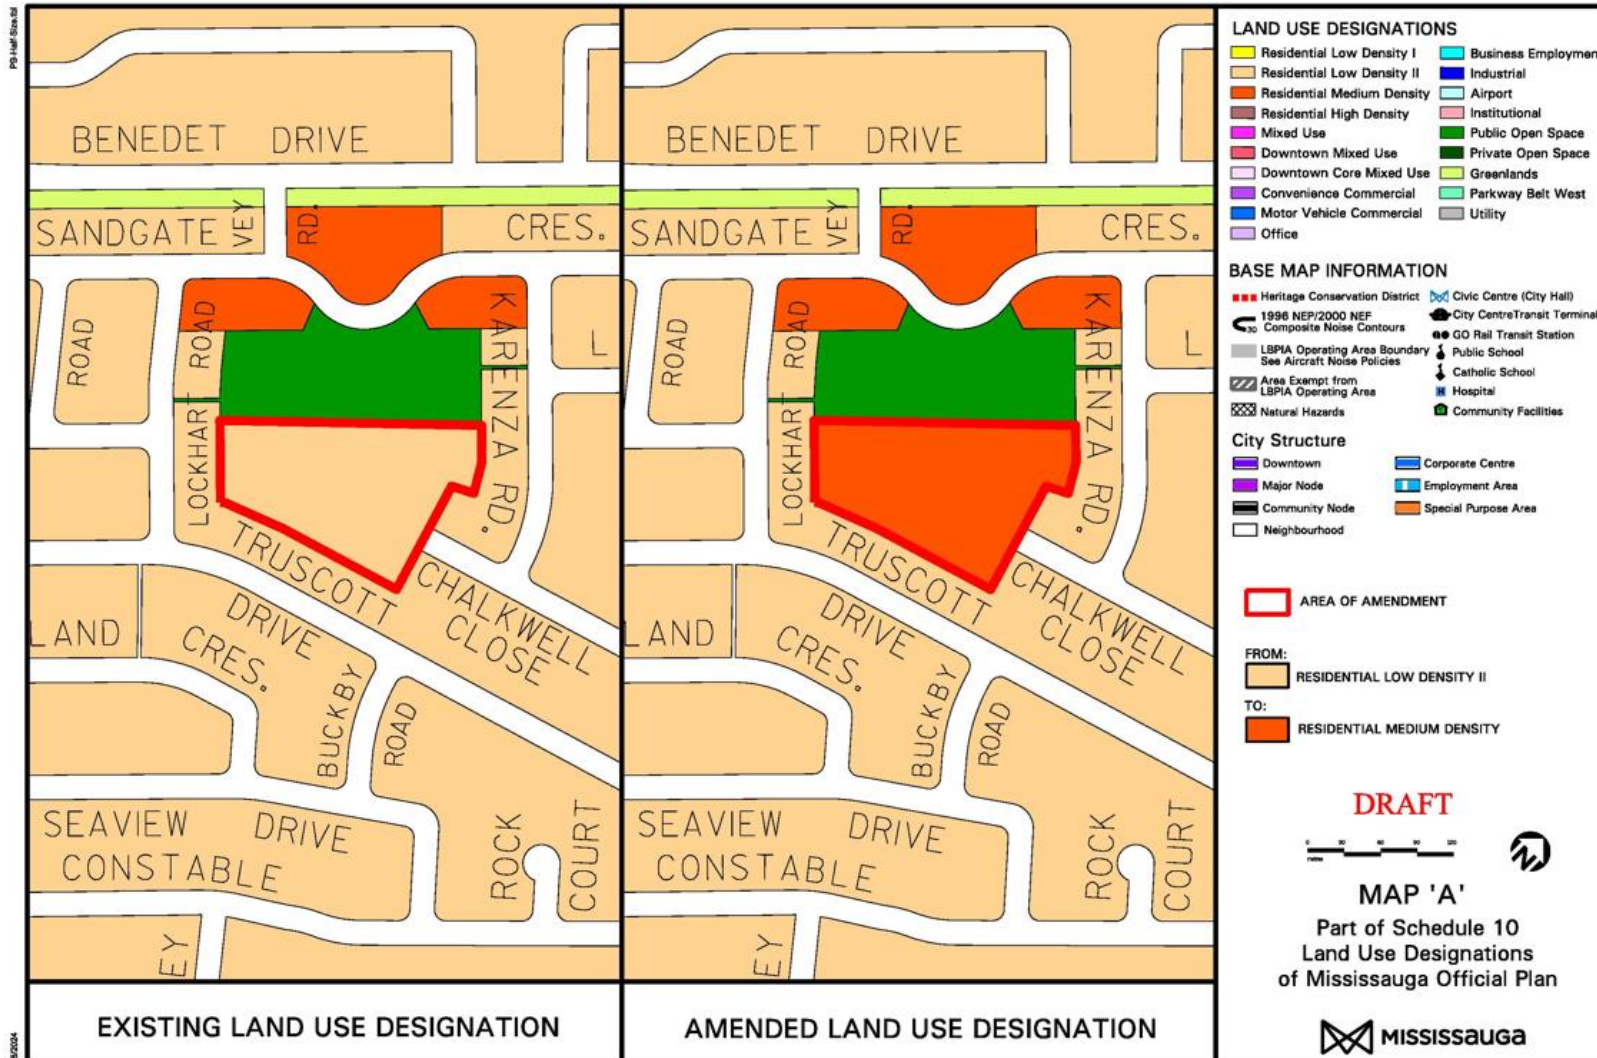 P9-Half-Size.tbl
BENEDET DRIVE
SANDGATE
VEY
RD.
CRES.
ROAD
ROAD
KARENZA RD.
L
LOCKHART
TRUSCOTT
DRIVE
CHALKWELL
CLOSE
LAND
CRES.
BUCKBY
ROAD
SEAVIEW DRIVE
CONSTABLE
ROCK
COURT
EY
EXISTING LAND USE DESIGNATION
BENEDET DRIVE
SANDGATE
VEY
RD.
CRES.
ROAD
ROAD
KARENZA RD.
L
LOCKHART
TRUSCOTT
DRIVE
CHALKWELL
CLOSE
LAND
CRES.
BUCKBY
ROAD
SEAVIEW DRIVE
CONSTABLE
ROCK
COURT
EY
AMENDED LAND USE DESIGNATION
LAND USE DESIGNATIONS
Residential Low Density I
Residential Low Density II
Residential Medium Density
Residential High Density
Mixed Use
Downtown Mixed Use
Downtown Core Mixed Use
Convenience Commercial
Motor Vehicle Commercial
Office
Business Employmen
Industrial
Airport
Institutional
Public Open Space
Private Open Space
Greenlands
Parkway Belt West
Utility
BASE MAP INFORMATION
Heritage Conservation District
1996 NEP/2000 NEF
Composite Noise Contours
LBPIA Operating Area Boundary
See Aircraft Noise Policies
Area Exempt from
LBPIA Operating Area
Natural Hazards
Civic Centre (City Hall)
City CentreTransit Terminal
GO Rail Transit Station
Public School
Catholic School
H Hospital
Community Facilities
City Structure
Downtown
Major Node
Community Node
Neighbourhood
Corporate Centre
Employment Area
Special Purpose Area
AREA OF AMENDMENT
FROM:
RESIDENTIAL LOW DENSITY II
TO:
RESIDENTIAL MEDIUM DENSITY
DRAFT
MAP 'A'
Part of Schedule 10
Land Use Designations
of Mississauga Official Plan
MISSISSAUGA